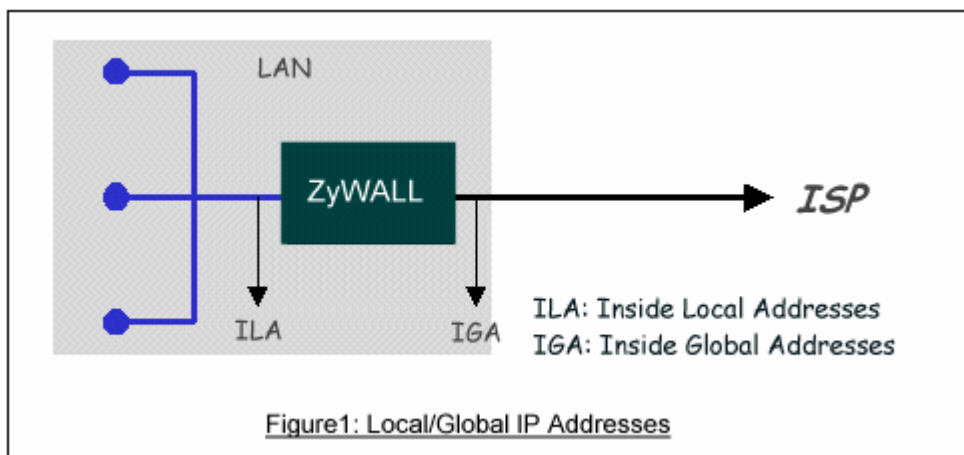 LAN
ZyWALL
ISP
ILA
IGA
ILA: Inside Local Addresses
IGA: Inside Global Addresses
Figure1: Local/Global IP Addresses